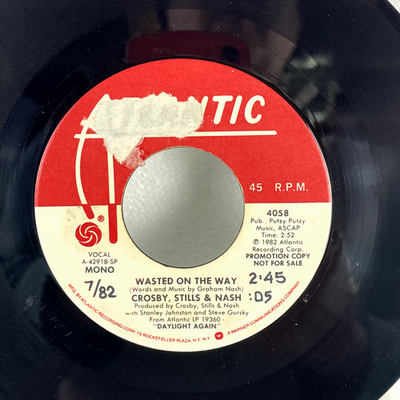 ATLANTIC
45 R.P.M.
4058
Pub., Putzy Putzy
Music, ASCAP
Time: 2:52
℗ 1982 Atlantic
Recording Corp.
PROMOTION COPY
NOT FOR SALE
VOCAL
A-42918-SP
MONO
7/82
WASTED ON THE WAY
(Words and Music by Graham Nash)
CROSBY, STILLS & NASH
Produced by Crosby, Stills & Nash
with Stanley Johnston and Steve Gursky
From Atlantic LP 19360
"DAYLIGHT AGAIN"
2:45
:05
MFG. BY ATLANTIC RECORDING CORP. 75 ROCKEFELLER PLAZA, N.Y. N.Y. A WARNER COMMUNICATIONS COMPANY